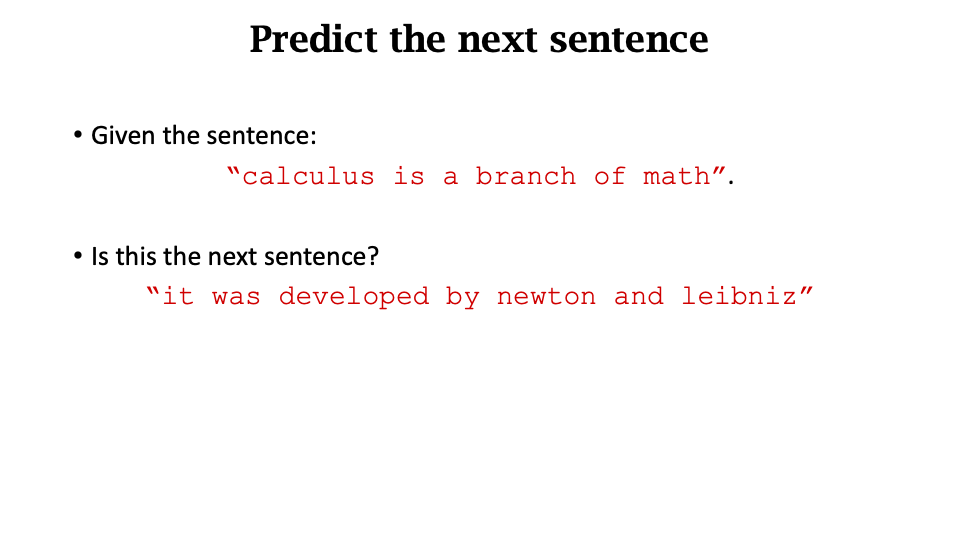 Predict the next sentence
• Given the sentence:
“calculus is a branch of math”.
• Is this the next sentence?
“it was developed by newton and leibniz”